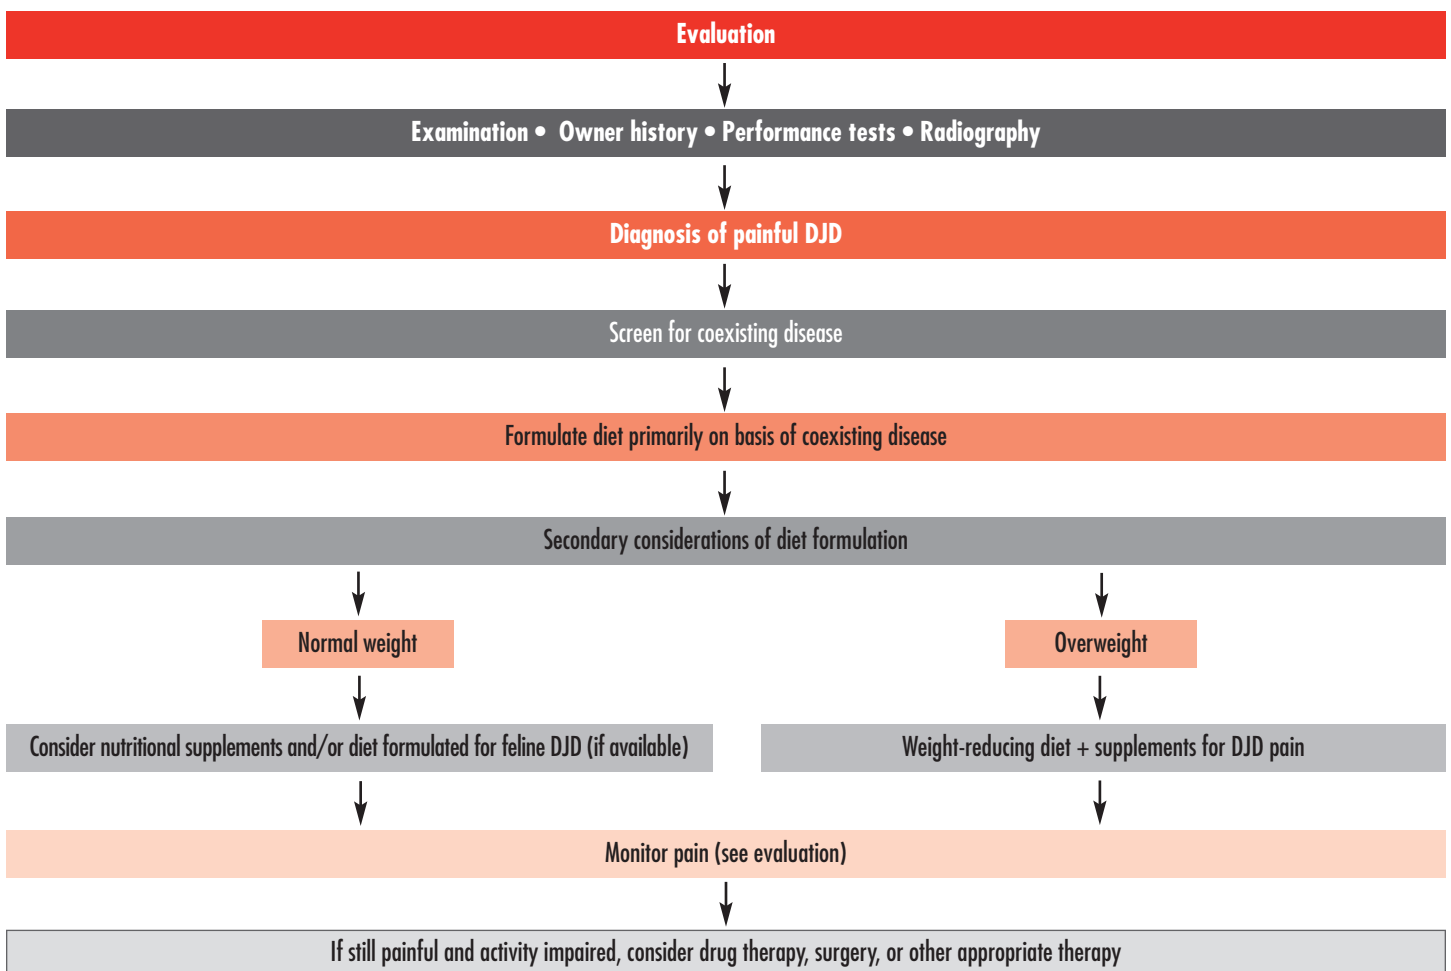 Evaluation
Examination • Owner history • Performance tests • Radiography
Diagnosis of painful DJD
Screen for coexisting disease
Formulate diet primarily on basis of coexisting disease
Secondary considerations of diet formulation
Normal weight
Overweight
Consider nutritional supplements and/or diet formulated for feline DJD (if available)
Weight-reducing diet + supplements for DJD pain
Monitor pain (see evaluation)
If still painful and activity impaired, consider drug therapy, surgery, or other appropriate therapy